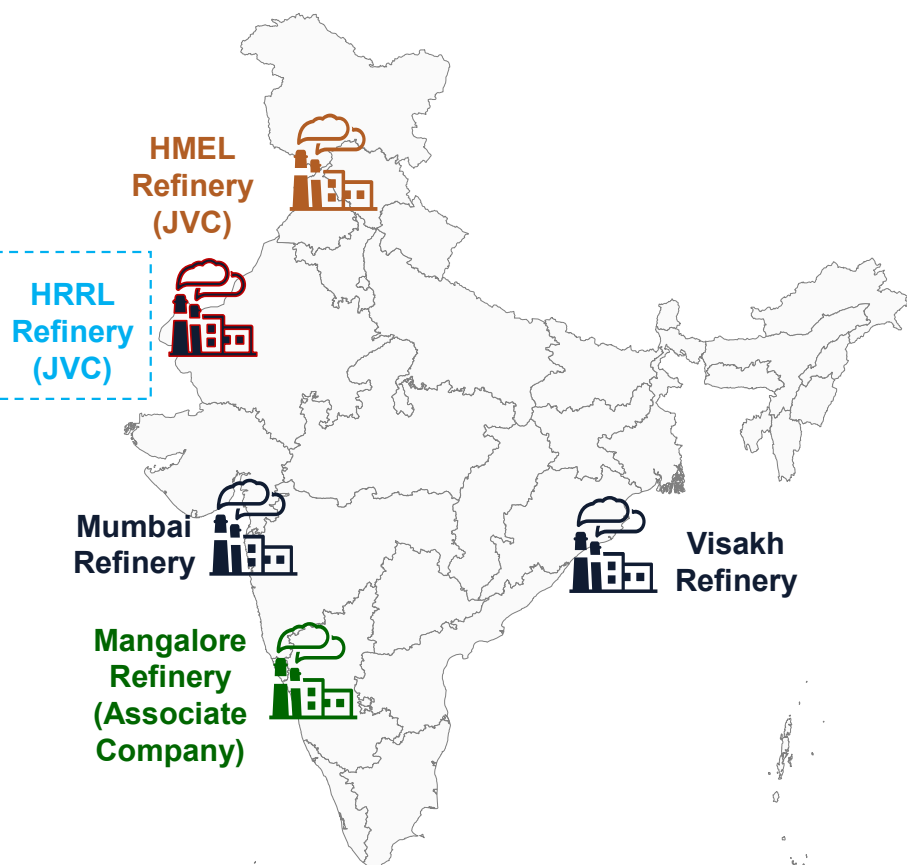 HMEL
Refinery
(JVC)
HRRL
Refinery
(JVC)
Mumbai
Refinery
Visakh
Refinery
Mangalore
Refinery
(Associate
Company)